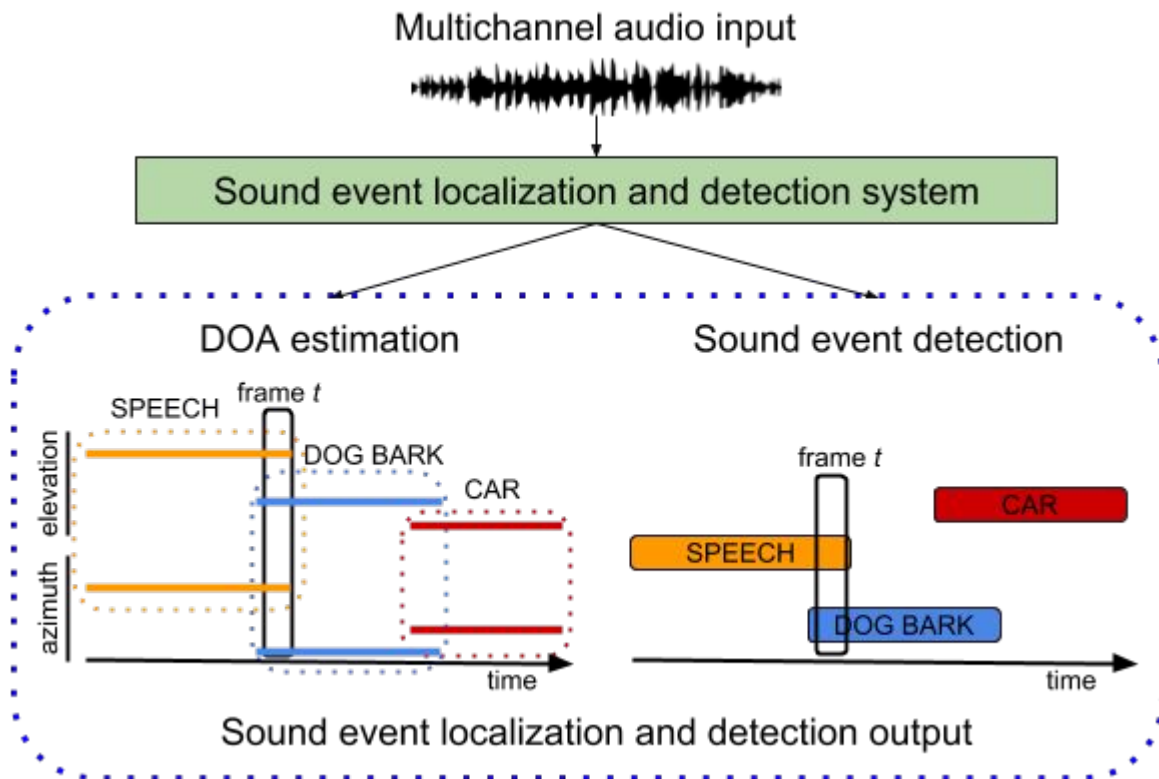 Multichannel audio input
Sound event localization and detection system
DOA estimation
frame t
SPEECH
DOG BARK
CAR
elevation
azimuth
time
Sound event detection
frame t
CAR
SPEECH
DOG BARK
time
Sound event localization and detection output